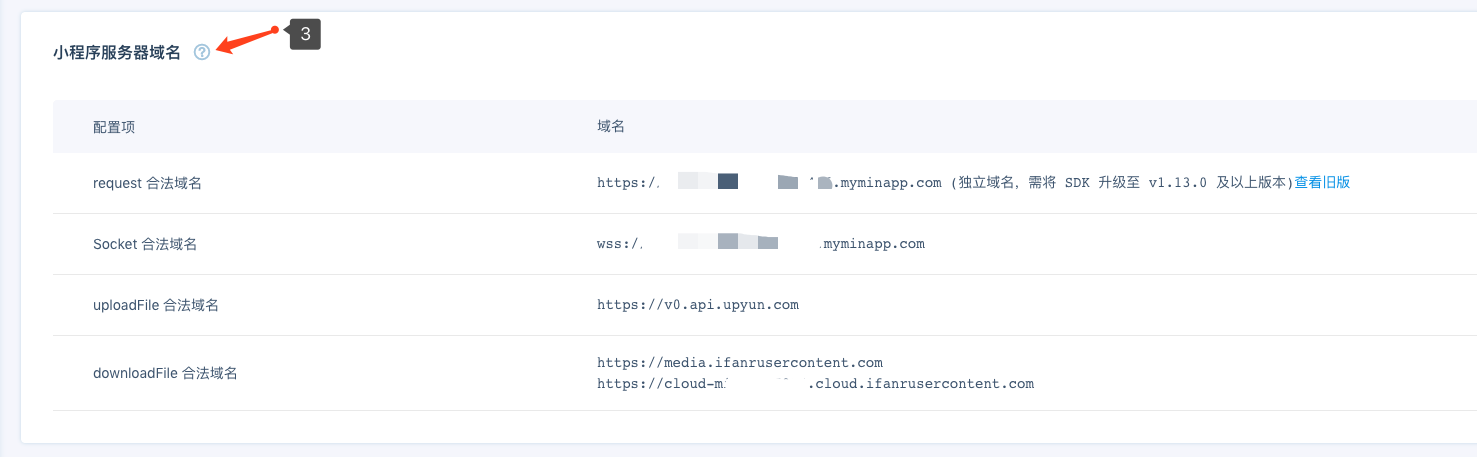 3
小程序服务器域名 ?
配置项 域名
request 合法域名 https:/ .myminapp.com (独立域名，需将 SDK 升级至 v1.13.0 及以上版本)查看旧版
Socket 合法域名 wss:/ .myminapp.com
uploadFile 合法域名 https://v0.api.upyun.com
downloadFile 合法域名
https://media.ifanrusercontent.com
https://cloud-m .cloud.ifanrusercontent.com